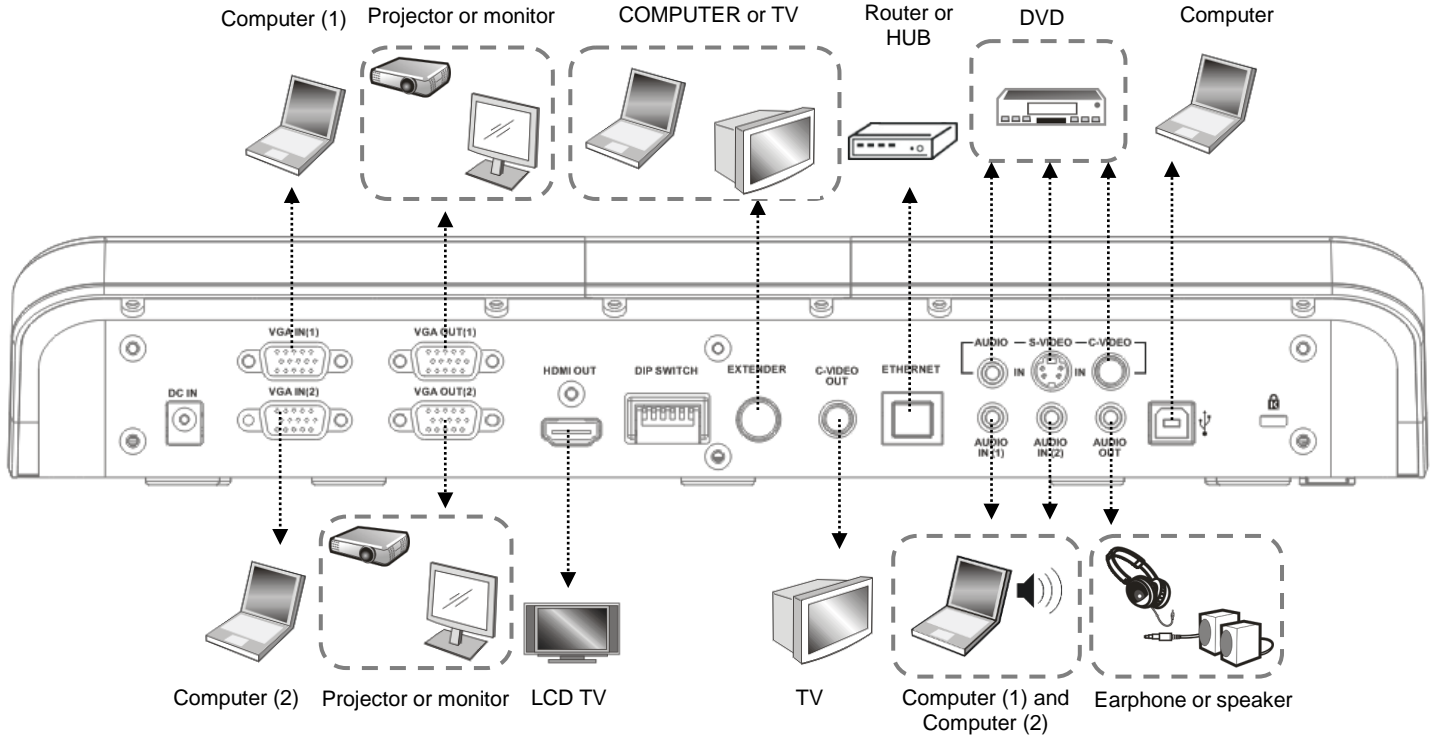 Computer (1)
Projector or monitor
COMPUTER or TV
Router or
HUB
DVD
Computer
VGA IN(1)
VGA OUT(1)
AUDIO
S-VIDEO
C-VIDEO
IN
IN
DC IN
VGA IN(2)
VGA OUT(2)
HDMI OUT
DIP SWITCH
EXTENDER
C-VIDEO
OUT
ETHERNET
AUDIO
IN(1)
AUDIO
IN(2)
AUDIO
OUT
K
Computer (2)
Projector or monitor
LCD TV
TV
Computer (1) and
Computer (2)
Earphone or speaker